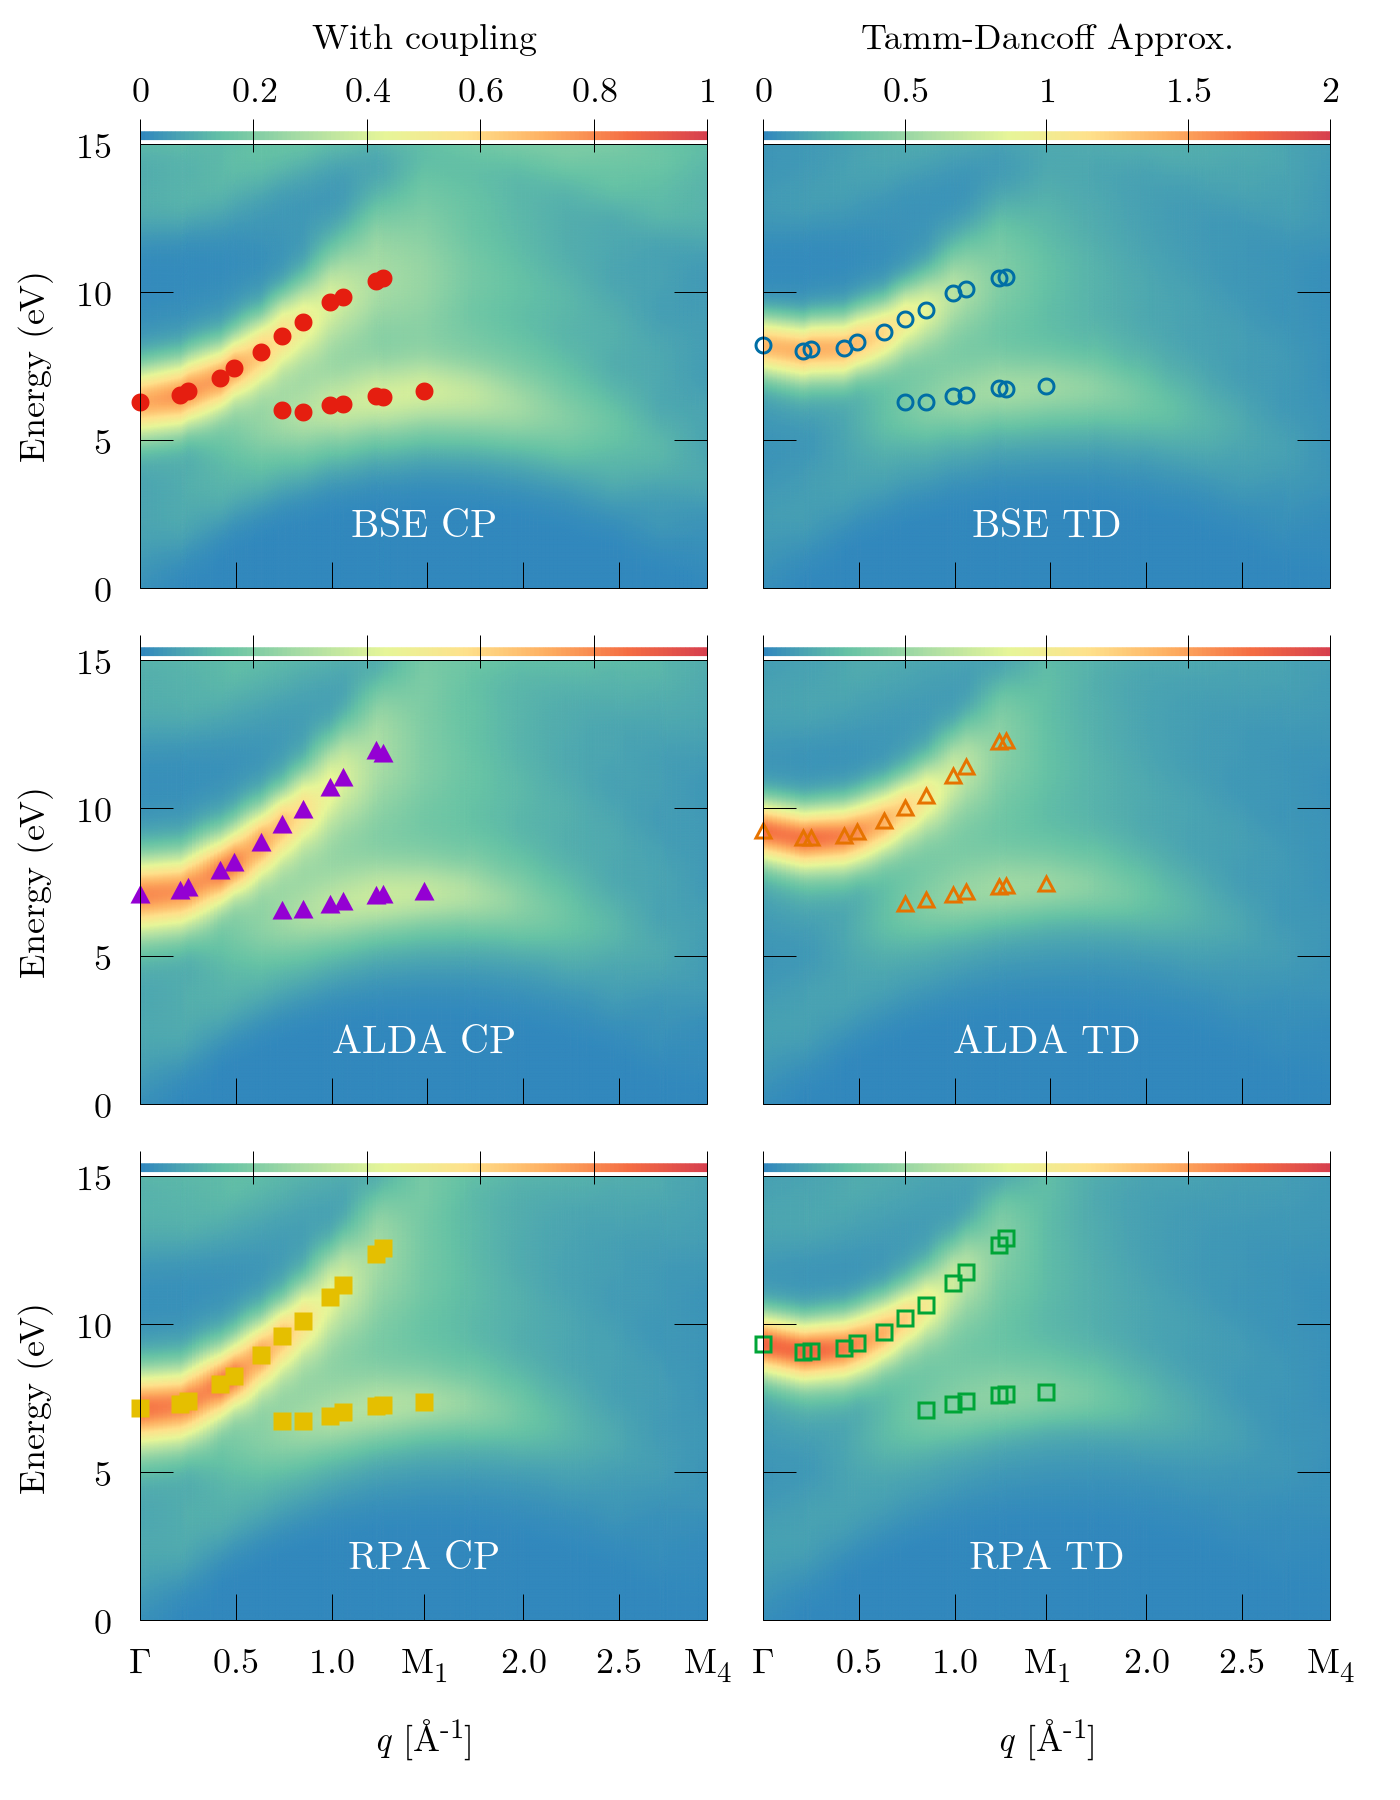 With coupling Tamm-Dancoff Approx.
0 0.2 0.4 0.6 0.8 1 0 0.5 1 1.5 2
15
10
5
0
Energy (eV)
BSE CP BSE TD
15
10
5
0
Energy (eV)
ALDA CP ALDA TD
15
10
5
0
Energy (eV)
RPA CP RPA TD
Γ 0.5 1.0 M1 2.0 2.5 M4 Γ 0.5 1.0 M1 2.0 2.5 M4
q [Å-1] q [Å-1]